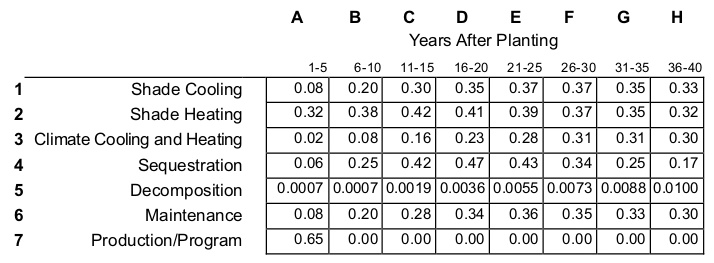 A B C D E F G H
Years After Planting
1-5 6-10 11-15 16-20 21-25 26-30 31-35 36-40
1 Shade Cooling 0.08 0.20 0.30 0.35 0.37 0.37 0.35 0.33
2 Shade Heating 0.32 0.38 0.42 0.41 0.39 0.37 0.35 0.32
3 Climate Cooling and Heating 0.02 0.08 0.16 0.23 0.28 0.31 0.31 0.30
4 Sequestration 0.06 0.25 0.42 0.47 0.43 0.34 0.25 0.17
5 Decomposition 0.0007 0.0007 0.0019 0.0036 0.0055 0.0073 0.0088 0.0100
6 Maintenance 0.08 0.20 0.28 0.34 0.36 0.35 0.33 0.30
7 Production/Program 0.65 0.00 0.00 0.00 0.00 0.00 0.00 0.00